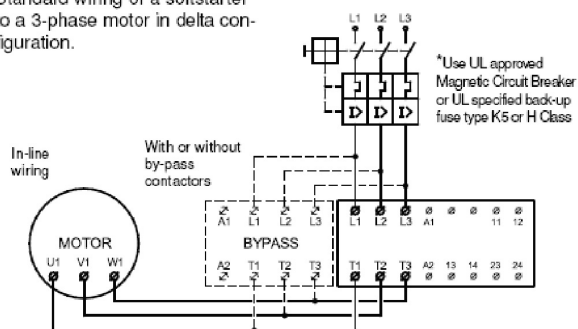 Standard wiring of a softstarter
to a 3-phase motor in delta con-
figuration.
L1 L2 L3
*Use UL approved
Magnetic Circuit Breaker
or UL specified back-up
fuse type K5 or H Class
I> I> I>
In-line
wiring
With or without
by-pass
contactors
A1 L1 L2 L3
L1 L2 L3 A1 11 12
MOTOR
BYPASS
U1 V1 W1
A2 T1 T2 T3
T1 T2 T3 A2 13 14 23 24